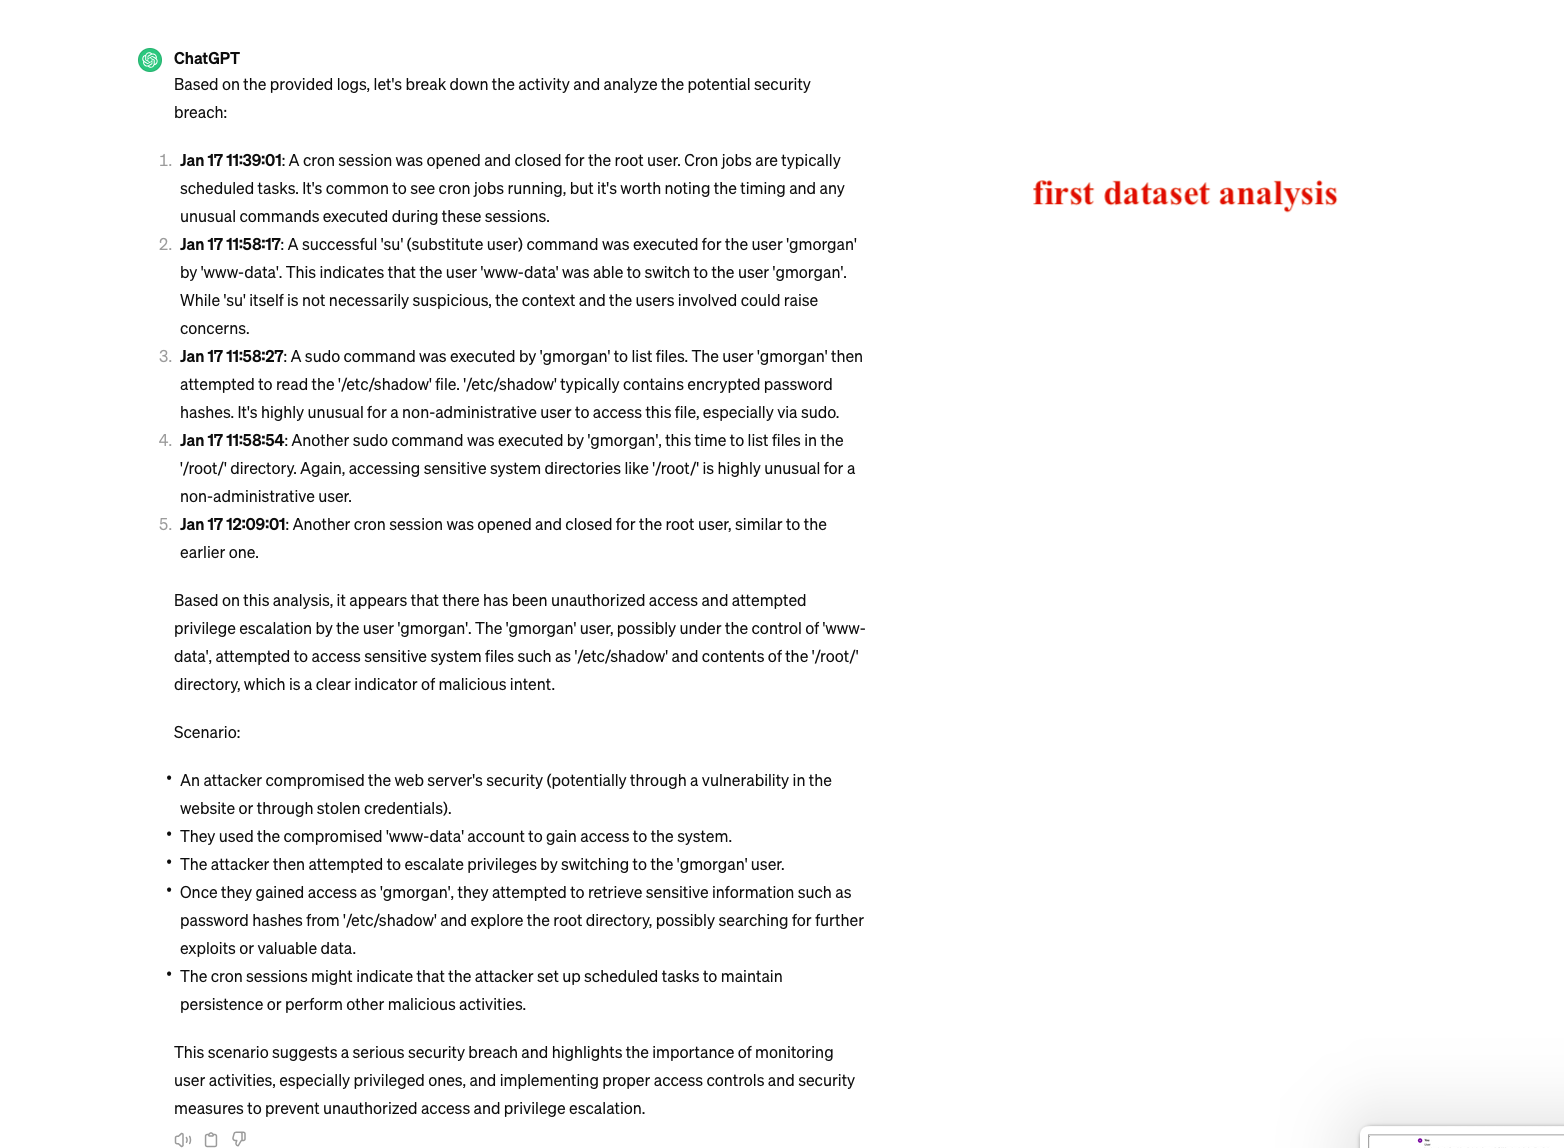 ChatGPT
Based on the provided logs, let's break down the activity and analyze the potential security
breach:
1. Jan 17 11:39:01: A cron session was opened and closed for the root user. Cron jobs are typically
scheduled tasks. It's common to see cron jobs running, but it's worth noting the timing and any
unusual commands executed during these sessions.
first dataset analysis
2. Jan 17 11:58:17: A successful 'su' (substitute user) command was executed for the user 'gmorgan'
by 'www-data'. This indicates that the user 'www-data' was able to switch to the user 'gmorgan'.
While 'su' itself is not necessarily suspicious, the context and the users involved could raise
concerns.
3. Jan 17 11:58:27: A sudo command was executed by 'gmorgan' to list files. The user 'gmorgan' then
attempted to read the '/etc/shadow' file. '/etc/shadow' typically contains encrypted password
hashes. It's highly unusual for a non-administrative user to access this file, especially via sudo.
4. Jan 17 11:58:54: Another sudo command was executed by 'gmorgan', this time to list files in the
'/root/' directory. Again, accessing sensitive system directories like '/root/' is highly unusual for a
non-administrative user.
5. Jan 17 12:09:01: Another cron session was opened and closed for the root user, similar to the
earlier one.
Based on this analysis, it appears that there has been unauthorized access and attempted
privilege escalation by the user 'gmorgan'. The 'gmorgan' user, possibly under the control of 'www-
data', attempted to access sensitive system files such as '/etc/shadow' and contents of the '/root/'
directory, which is a clear indicator of malicious intent.
Scenario:
• An attacker compromised the web server's security (potentially through a vulnerability in the
website or through stolen credentials).
• They used the compromised 'www-data' account to gain access to the system.
• The attacker then attempted to escalate privileges by switching to the 'gmorgan' user.
• Once they gained access as 'gmorgan', they attempted to retrieve sensitive information such as
password hashes from '/etc/shadow' and explore the root directory, possibly searching for further
exploits or valuable data.
• The cron sessions might indicate that the attacker set up scheduled tasks to maintain
persistence or perform other malicious activities.
This scenario suggests a serious security breach and highlights the importance of monitoring
user activities, especially privileged ones, and implementing proper access controls and security
measures to prevent unauthorized access and privilege escalation.